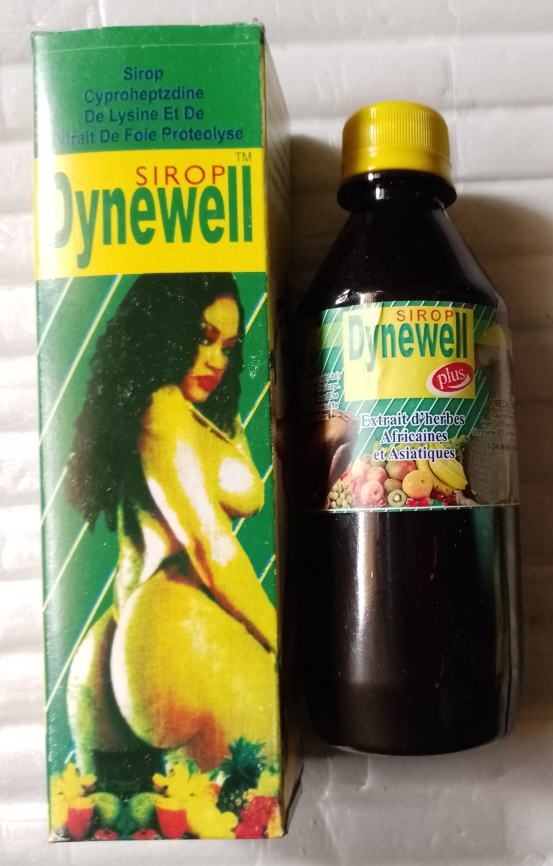 Sirop
Cyproheptzdine
De Lysine Et De
De Foie Proteolyse
SIROP
Dynewell
TM
SIROP
Dynewell
plus
Extrait d'herbes
Africaines
et Asiatiques